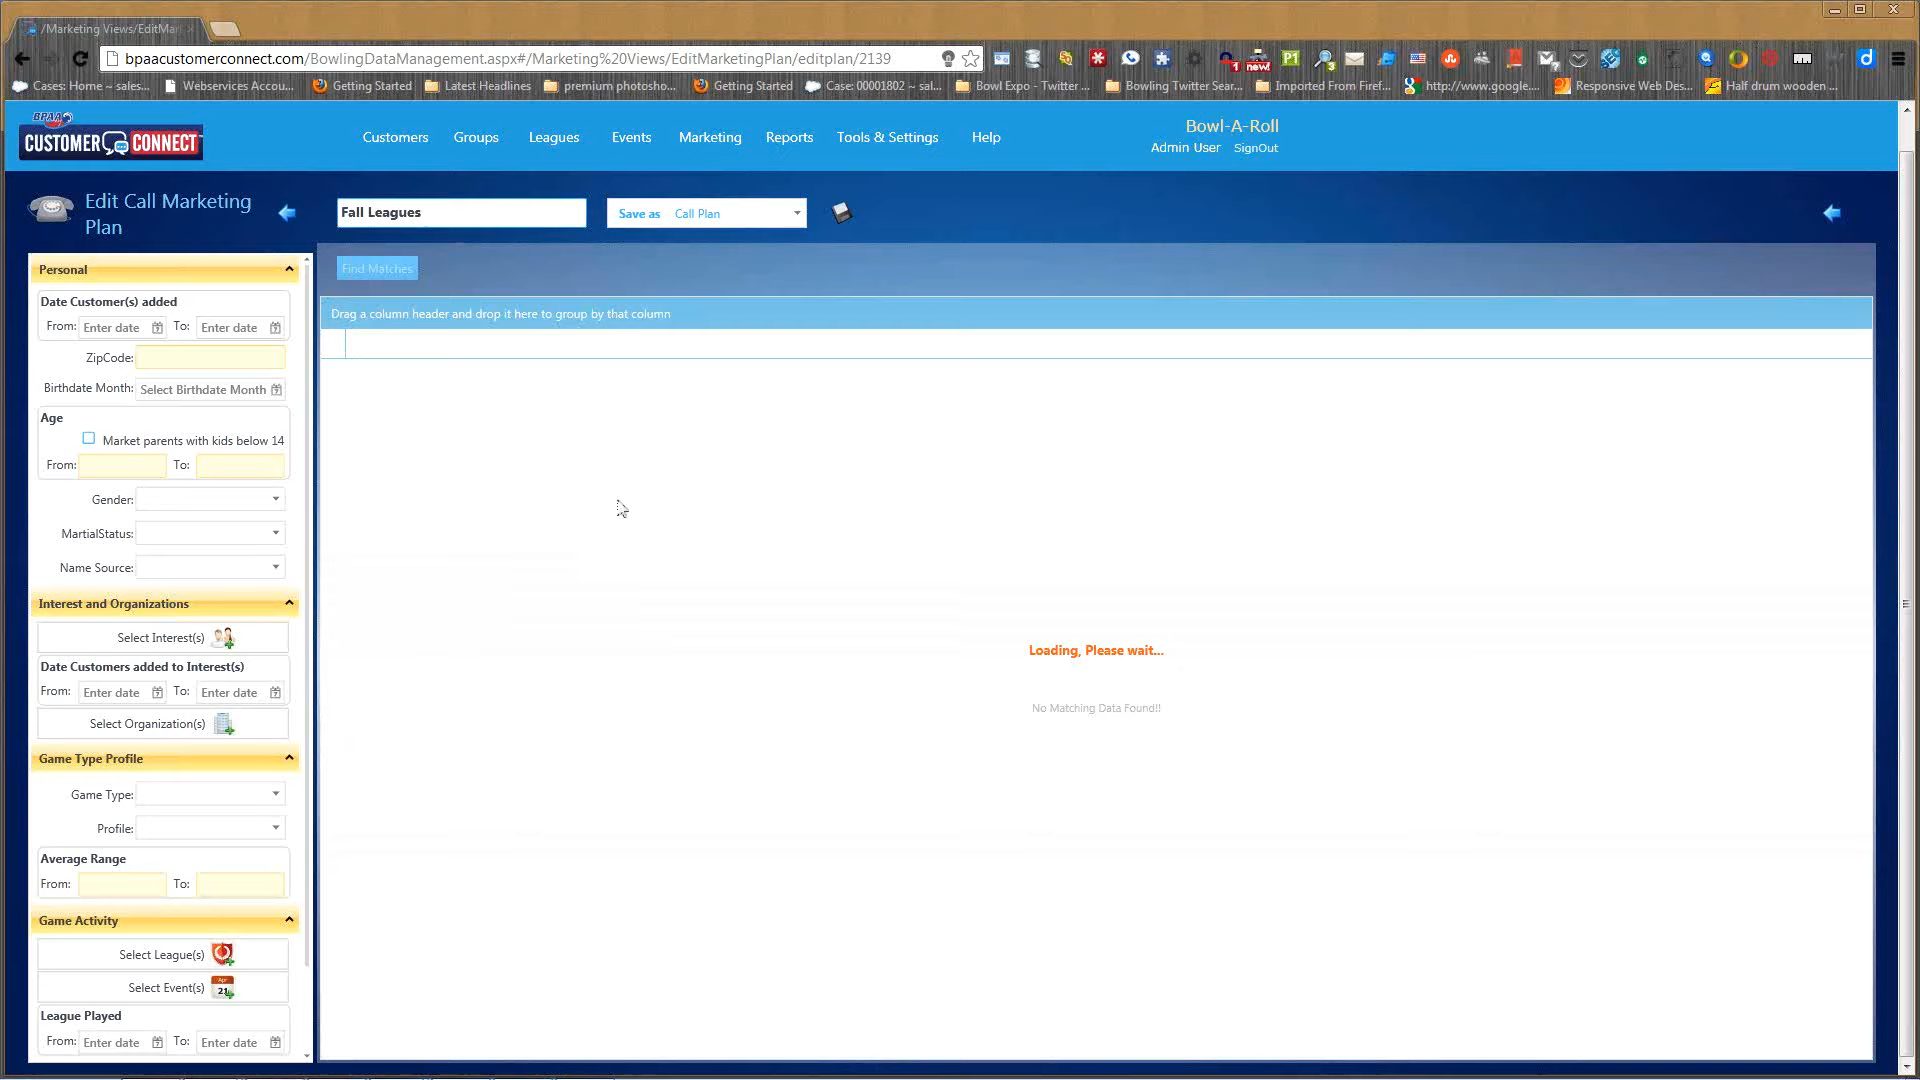 /Marketing Views/EditMar
bpaacustomerconnect.com/BowlingDataManagement.aspx#/Marketing%20Views/EditMarketingPlan/editplan/2139
Cases: Home ~ sales... Webservices Accou... Getting Started Latest Headlines premium photosho... Getting Started Case: 00001802 ~ sal... Bowl Expo - Twitter ... Bowling Twitter Sear... Imported From Firef... http://www.google.... Responsive Web Des... Half drum wooden ...
BPAA
CUSTOMER CONNECT
Customers Groups Leagues Events Marketing Reports Tools & Settings Help
Bowl-A-Roll
Admin User SignOut
Edit Call Marketing
Plan
Fall Leagues
Save as Call Plan
Find Matches
Drag a column header and drop it here to group by that column
Loading, Please wait...
No Matching Data Found!!
Personal
Date Customer(s) added
From: Enter date To: Enter date
ZipCode:
Birthdate Month: Select Birthdate Month
Age
Market parents with kids below 14
From: To:
Gender:
MartialStatus:
Name Source:
Interest and Organizations
Select Interest(s)
Date Customers added to Interest(s)
From: Enter date To: Enter date
Select Organization(s)
Game Type Profile
Game Type:
Profile:
Average Range
From: To:
Game Activity
Select League(s)
Select Event(s)
Apr
21
League Played
From: Enter date To: Enter date